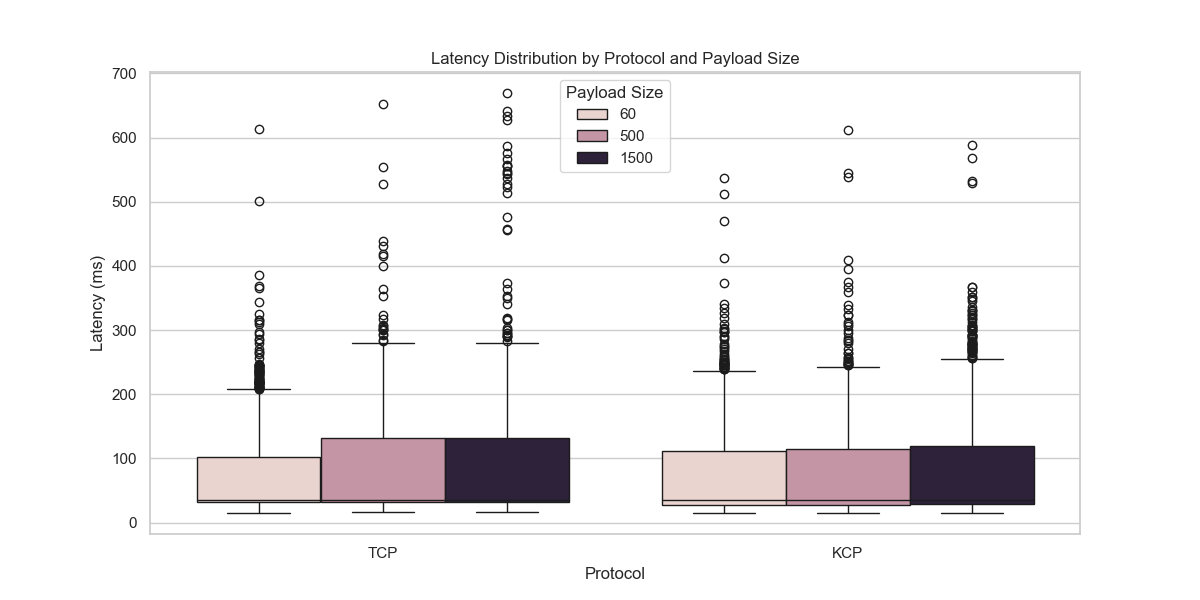 Latency Distribution by Protocol and Payload Size
Payload Size
60
500
1500
Latency (ms)
700
600
500
400
300
200
100
0
TCP
KCP
Protocol